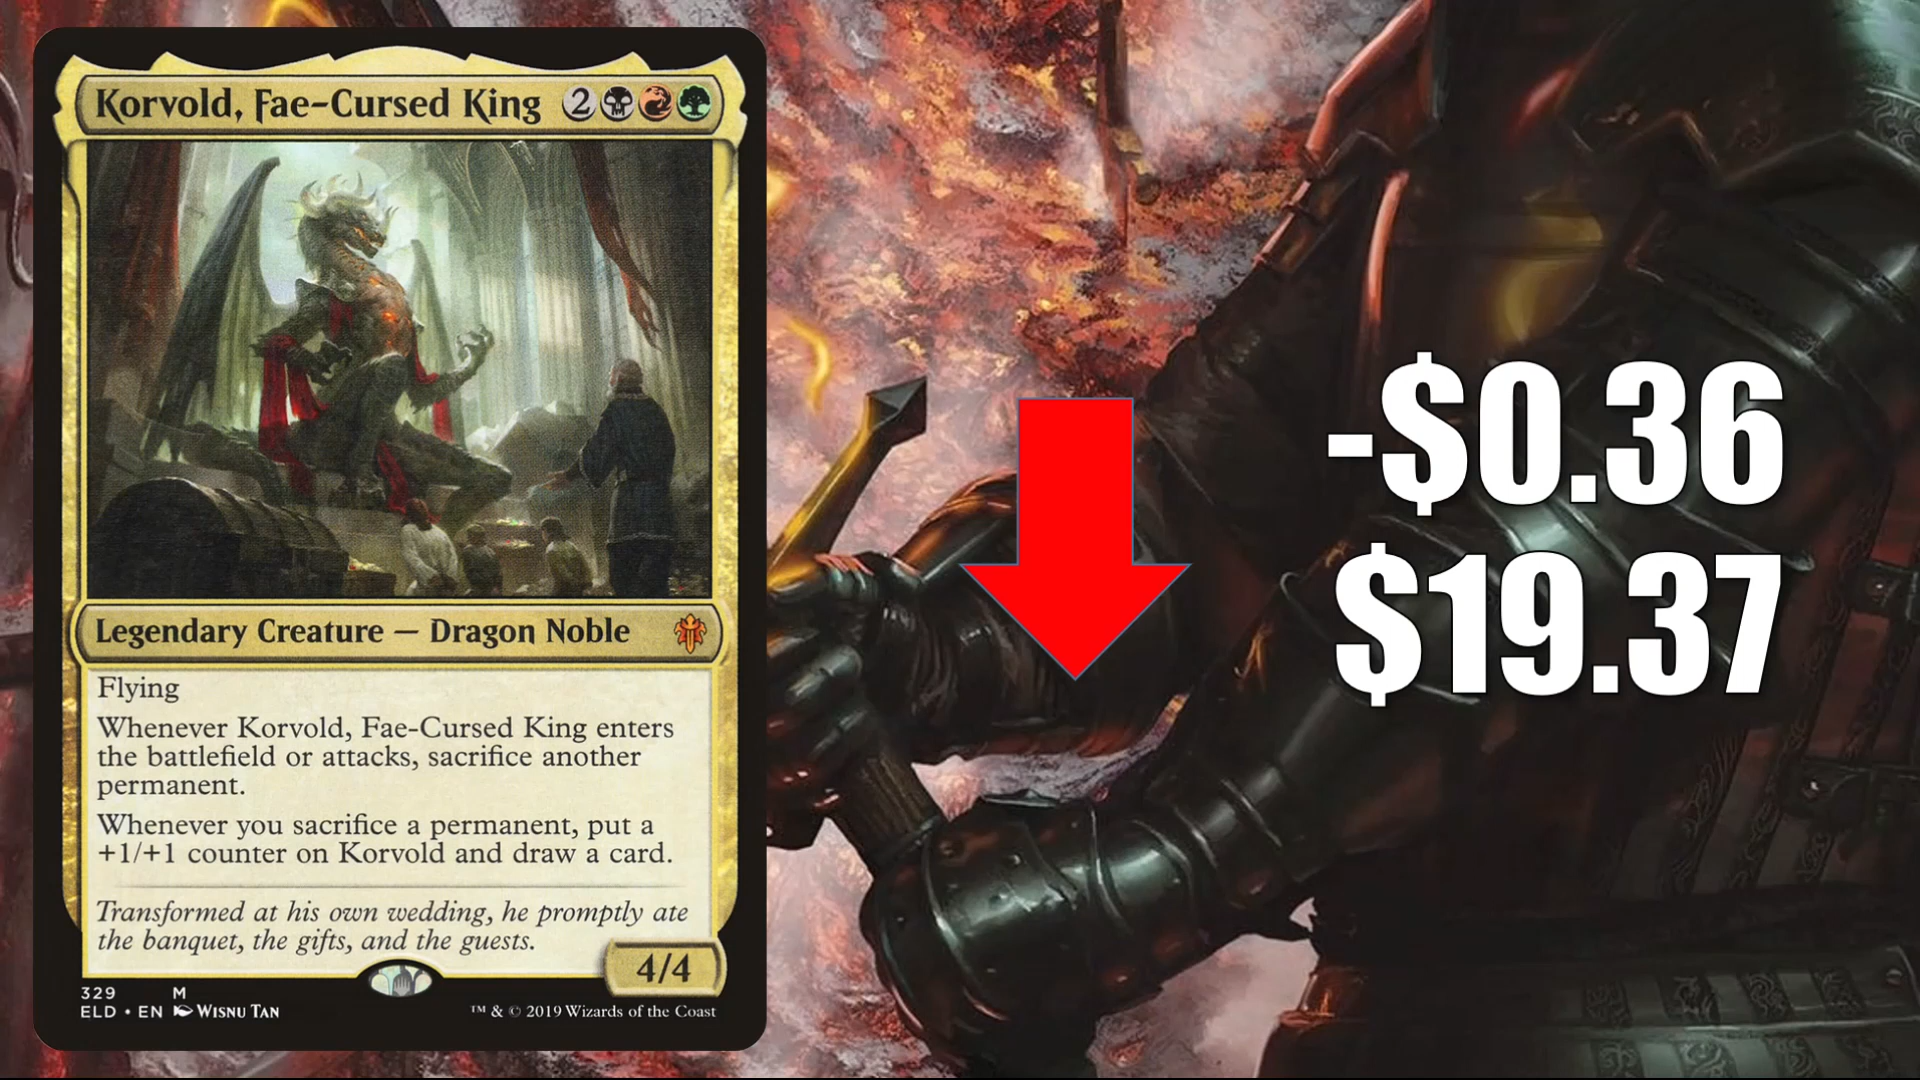 Korvold, Fae-Cursed King 2
Legendary Creature — Dragon Noble
Flying
Whenever Korvold, Fae-Cursed King enters
the battlefield or attacks, sacrifice another
permanent.
Whenever you sacrifice a permanent, put a
+1/+1 counter on Korvold and draw a card.
Transformed at his own wedding, he promptly ate
the banquet, the gifts, and the guests.
4/4
329 M
ELD • EN Wisnu Tan
™ & © 2019 Wizards of the Coast
-$0.36
$19.37